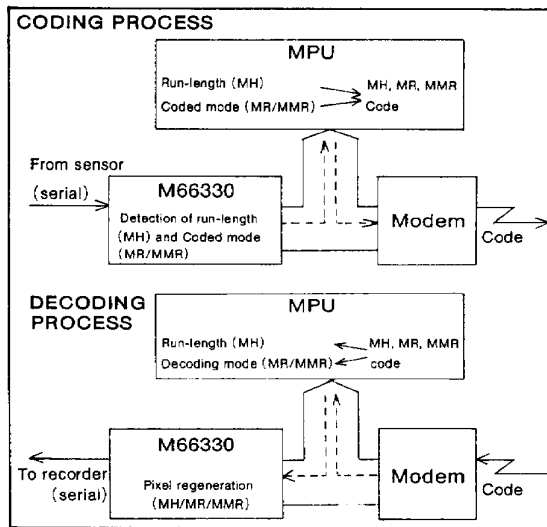 CODING PROCESS
MPU
Run-length (MH)
MH, MR, MMR
Coded mode (MR/MMR)
Code
From sensor
(serial)
M66330
Detection of run-length
(MH) and Coded mode
(MR/MMR)
Modem
Code
DECODING
PROCESS
MPU
Run-length (MH)
MH, MR, MMR
Decoding mode (MR/MMR)
code
M66330
Pixel regeneration
(MH/MR/MMR)
Modem
To recorder
(serial)
Code